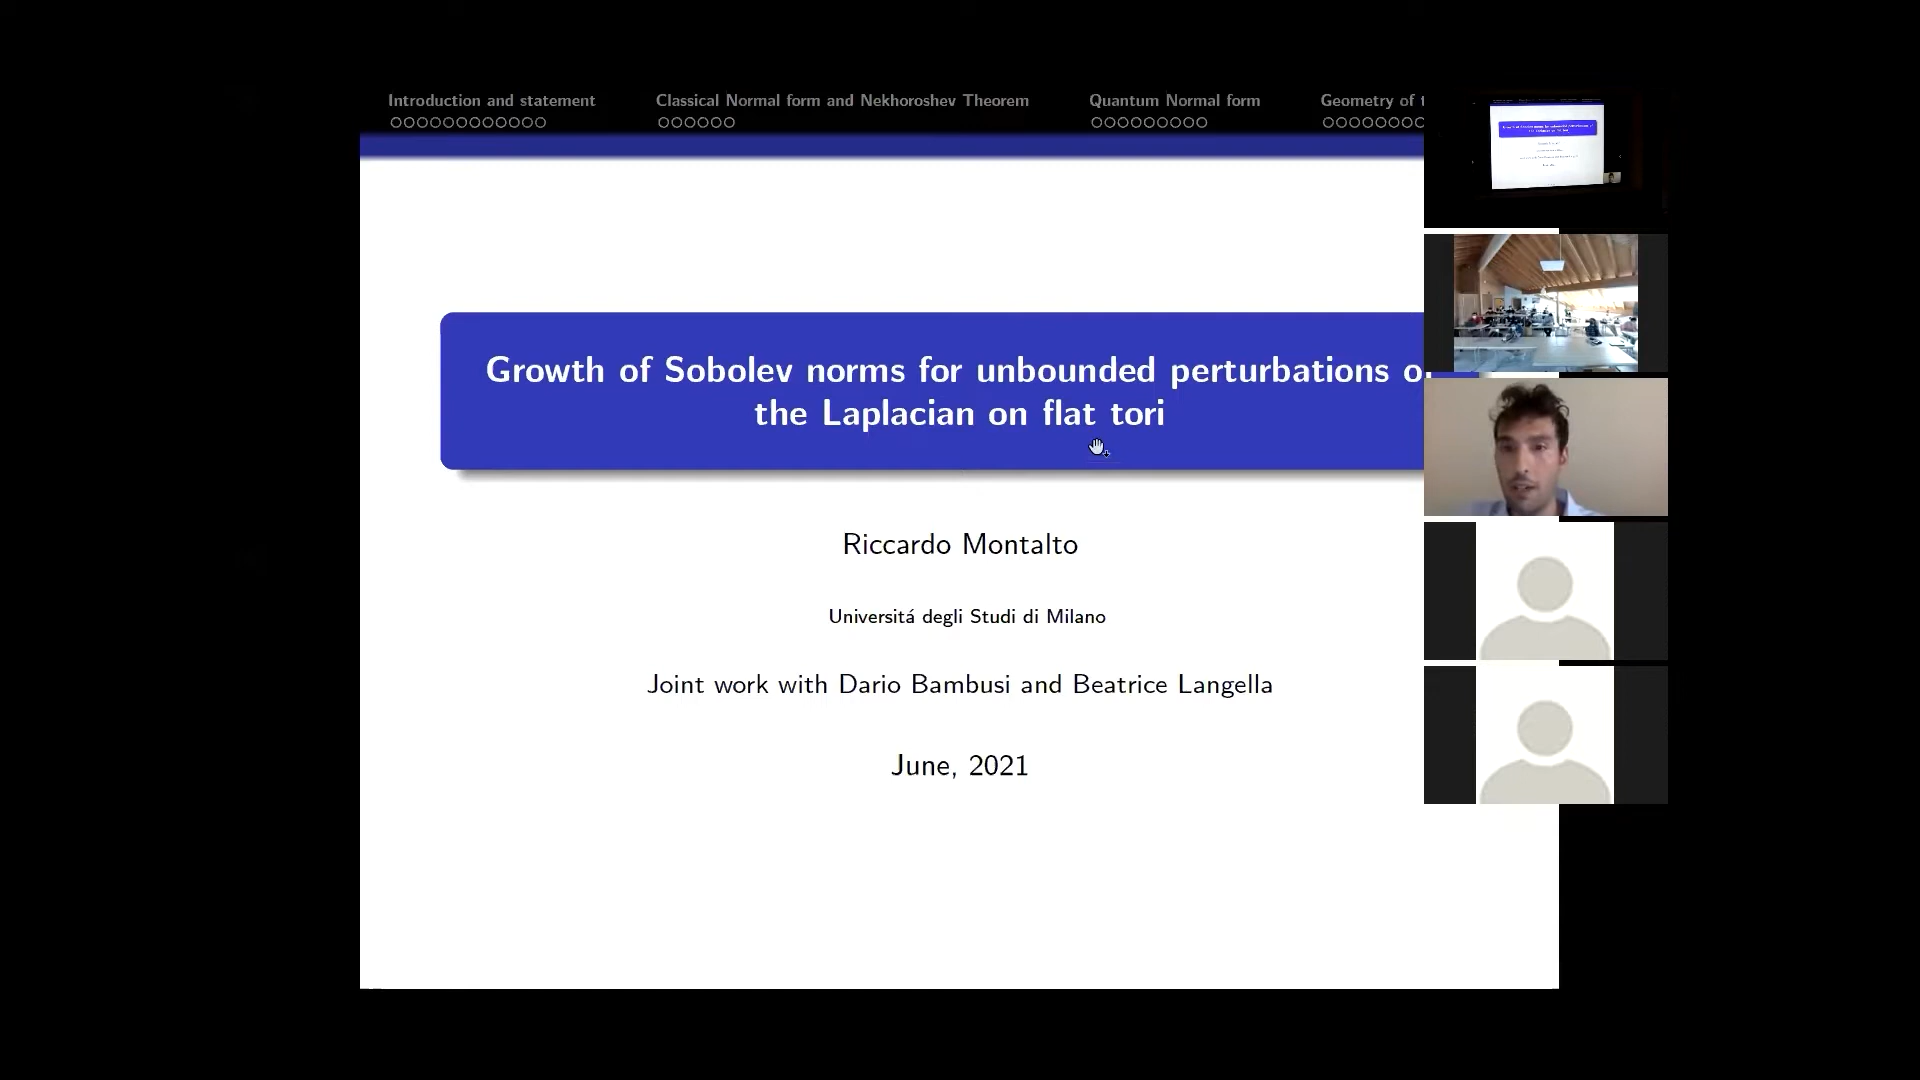 Introduction and statement
Classical Normal form and Nekhoroshev Theorem
Quantum Normal form
Geometry of
Growth of Sobolev norms for unbounded perturbations
the Laplacian on flat tori
Riccardo Montalto
Universitá degli Studi di Milano
Joint work with Dario Bambusi and Beatrice Langella
June, 2021